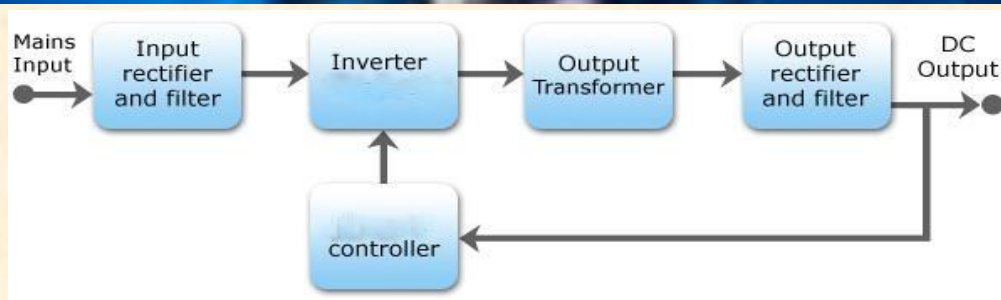 Mains
Input
Input
rectifier
and filter
Inverter
Output
Transformer
Output
rectifier
and filter
DC
Output
controller